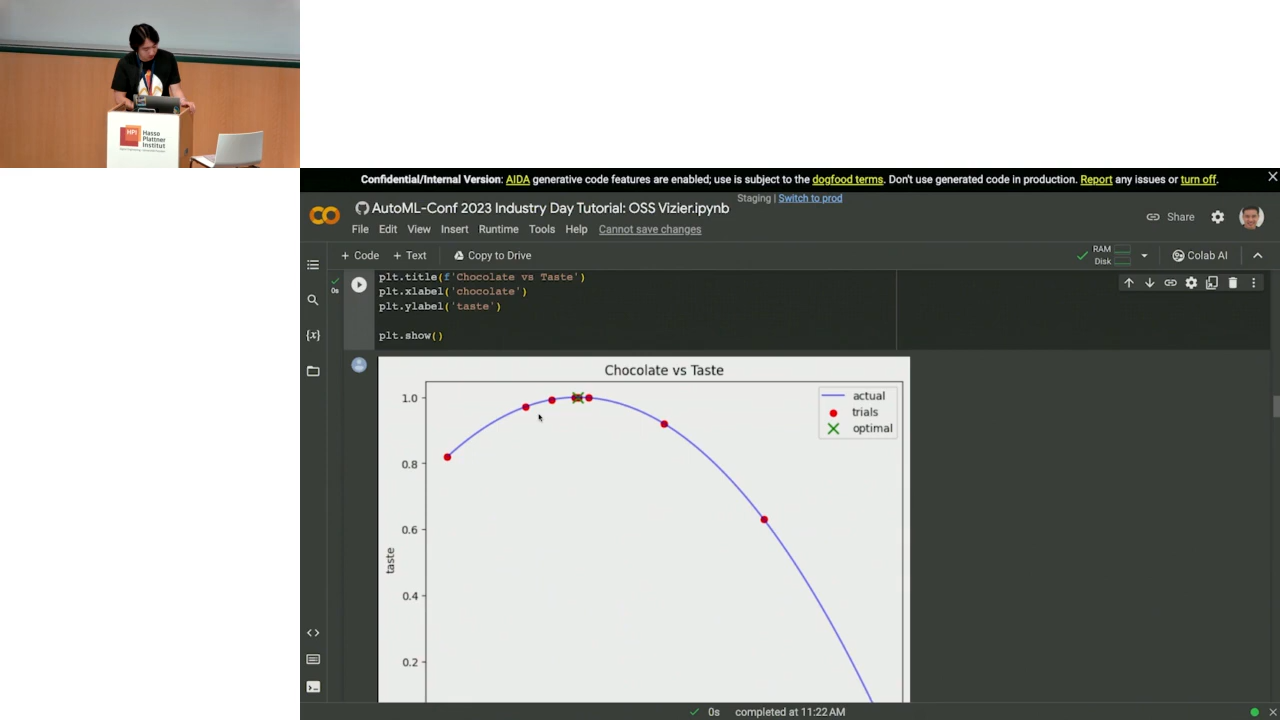 HPI Hasso
Plattner
Institut
Confidential/Internal Version: AIDA generative code features are enabled; use is subject to the dogfood terms. Don't use generated code in production. Report any issues or turn off.
Staging | Switch to prod
AutoML-Conf 2023 Industry Day Tutorial: OSS Vizier.ipynb
Share
File Edit View Insert Runtime Tools Help Cannot save changes
+ Code + Text Copy to Drive
RAM
Disk
Colab AI
0s
plt.title(f'Chocolate vs Taste')
plt.xlabel('chocolate')
plt.ylabel('taste')
plt.show()
{x}
Chocolate vs Taste
actual
trials
optimal
1.0
0.8
0.6
0.4
0.2
taste
0s completed at 11:22 AM